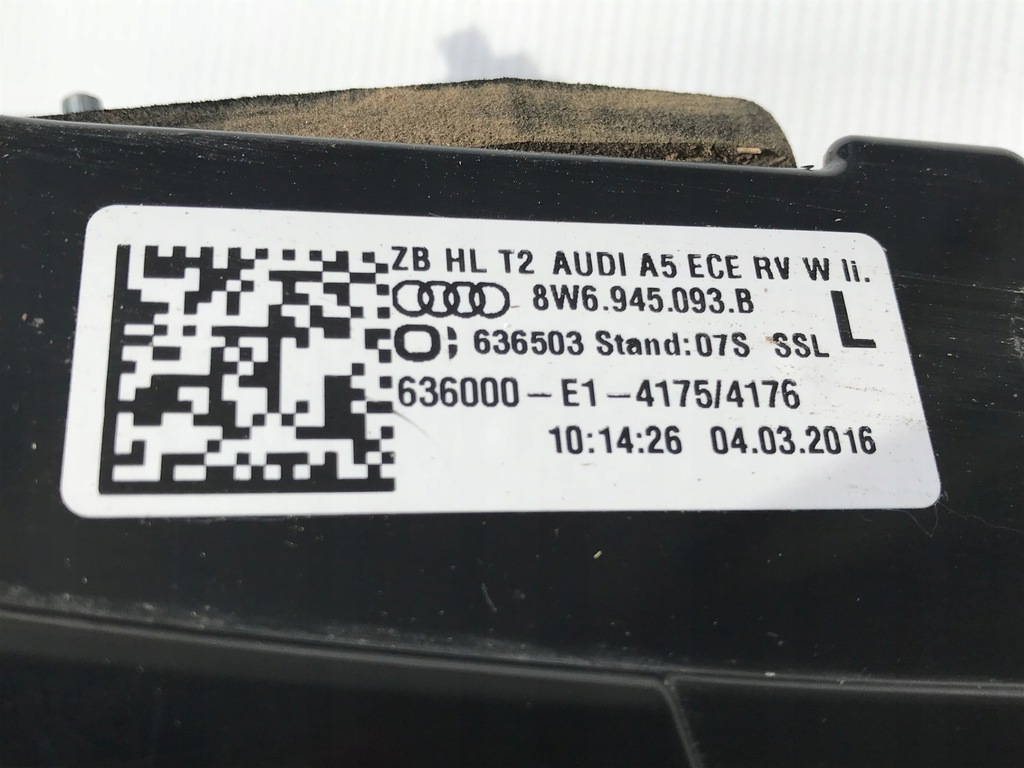 ZB HL T2 AUDI A5 ECE RV W li.
8W6.945.093.B L
636503 Stand:07S SSL
636000-E1-4175/4176
10:14:26 04.03.2016